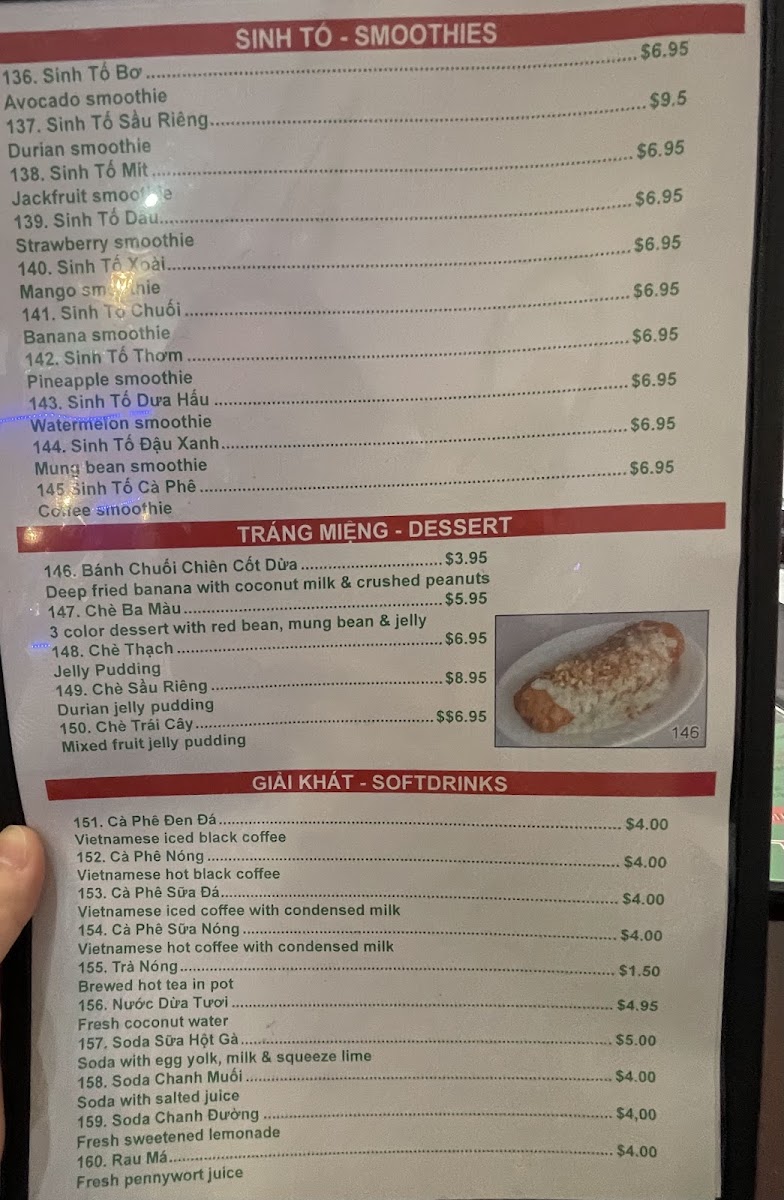 SINH TỐ - SMOOTHIES
136. Sinh Tố Bơ ........ $6.95
Avocado smoothie
137. Sinh Tố Sầu Riêng........ $9.5
Durian smoothie
138. Sinh Tố Mít ........ $6.95
Jackfruit smoothie
139. Sinh Tố Dâu........ $6.95
Strawberry smoothie
140. Sinh Tố Xoài........ $6.95
Mango smoothie
141. Sinh Tố Chuối ........ $6.95
Banana smoothie
142. Sinh Tố Thơm ........ $6.95
Pineapple smoothie
143. Sinh Tố Dưa Hấu ........ $6.95
Watermelon smoothie
144. Sinh Tố Đậu Xanh........ $6.95
Mung bean smoothie
145 Sinh Tố Cà Phê ........ $6.95
Coffee smoothie
TRÁNG MIỆNG - DESSERT
146. Bánh Chuối Chiên Cốt Dừa ........ $3.95
Deep fried banana with coconut milk & crushed peanuts
147. Chè Ba Màu ........ $5.95
3 color dessert with red bean, mung bean & jelly
148. Chè Thạch ........ $6.95
Jelly Pudding
149. Chè Sầu Riêng ........ $8.95
Durian jelly pudding
150. Chè Trái Cây ........ $$6.95
Mixed fruit jelly pudding
146
GIẢI KHÁT - SOFTDRINKS
151. Cà Phê Đen Đá ........ $4.00
Vietnamese iced black coffee
152. Cà Phê Nóng ........ $4.00
Vietnamese hot black coffee
153. Cà Phê Sữa Đá........ $4.00
Vietnamese iced coffee with condensed milk
154. Cà Phê Sữa Nóng ........ $4.00
Vietnamese hot coffee with condensed milk
155. Trà Nóng ........ $1.50
Brewed hot tea in pot
156. Nước Dừa Tươi ........ $4.95
Fresh coconut water
157. Soda Sữa Hột Gà ........ $5.00
Soda with egg yolk, milk & squeeze lime
158. Soda Chanh Muối ........ $4.00
Soda with salted juice
159. Soda Chanh Đường ........ $4,00
Fresh sweetened lemonade
160. Rau Má........ $4.00
Fresh pennywort juice